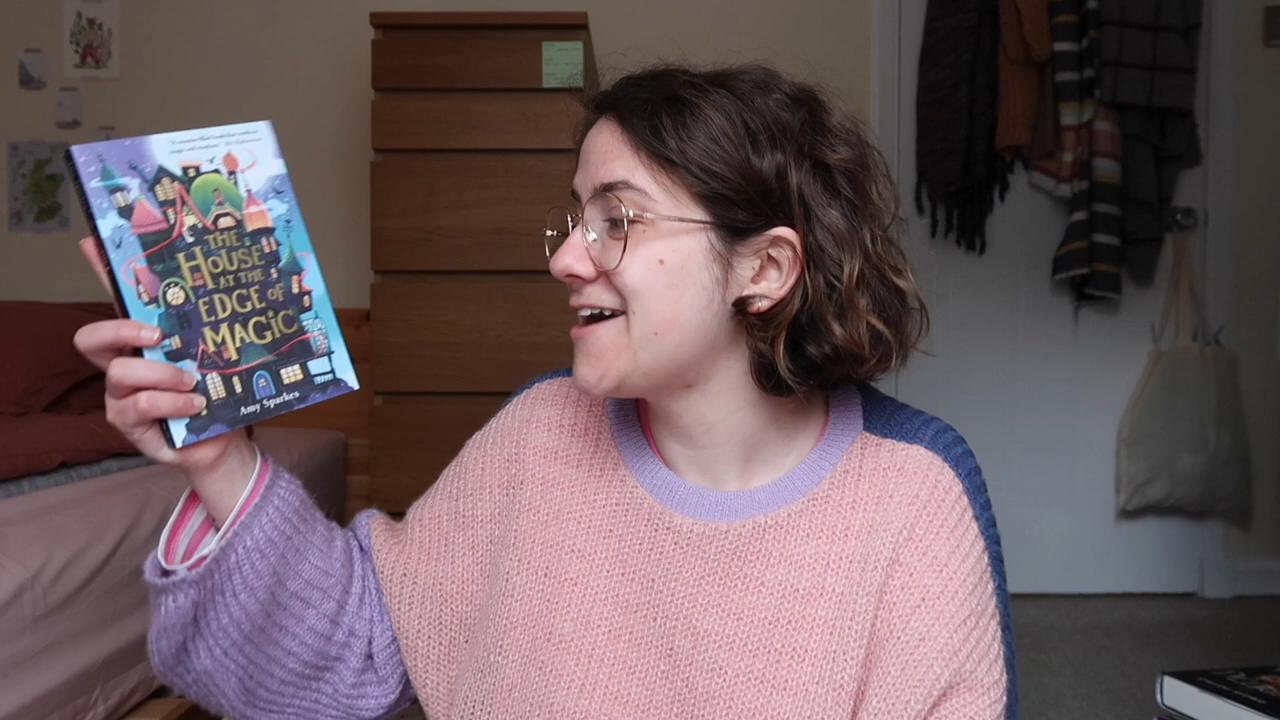 THE
HOUSE
AT THE
EDGE OF
MAGIC
Amy Sparkes